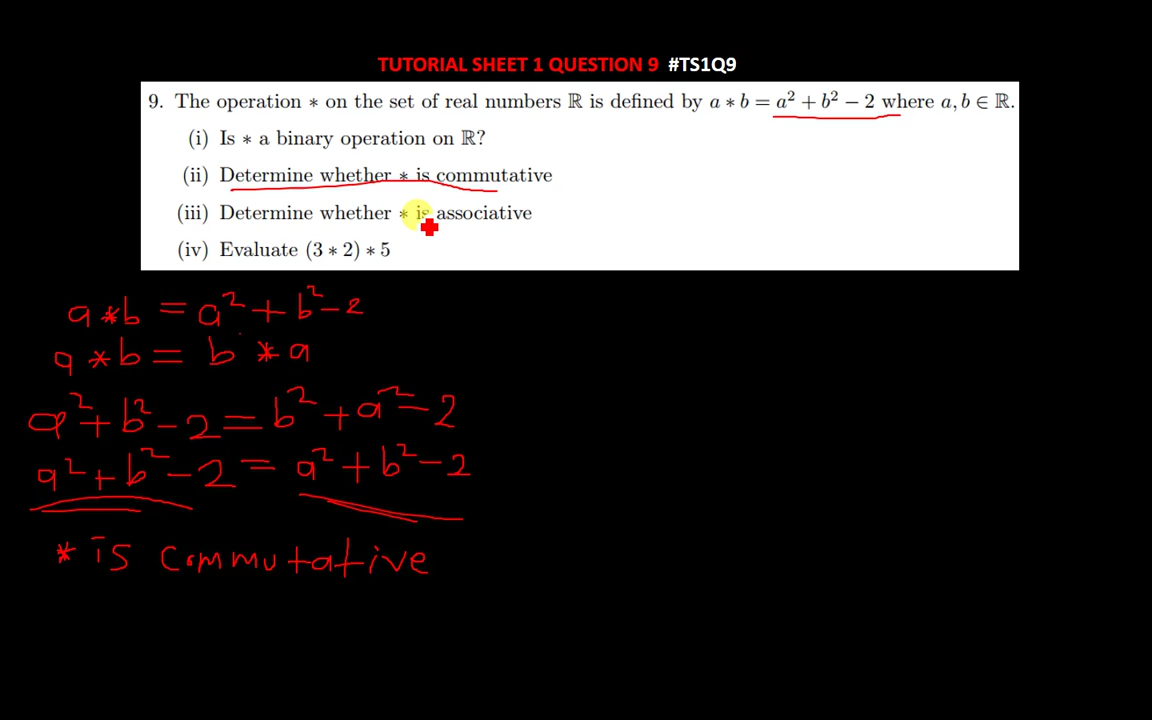 TUTORIAL SHEET 1 QUESTION 9 #TS1Q9
9. The operation ∗ on the set of real numbers ℝ is defined by a ∗ b = a² + b² − 2 where a, b ∈ ℝ.
(i) Is ∗ a binary operation on ℝ?
(ii) Determine whether ∗ is commutative
(iii) Determine whether ∗ is associative
(iv) Evaluate (3 ∗ 2) ∗ 5
a * b = a² + b² − 2
a * b = b * a
a² + b² − 2 = b² + a² − 2
a² + b² − 2 = a² + b² − 2
* is commutative